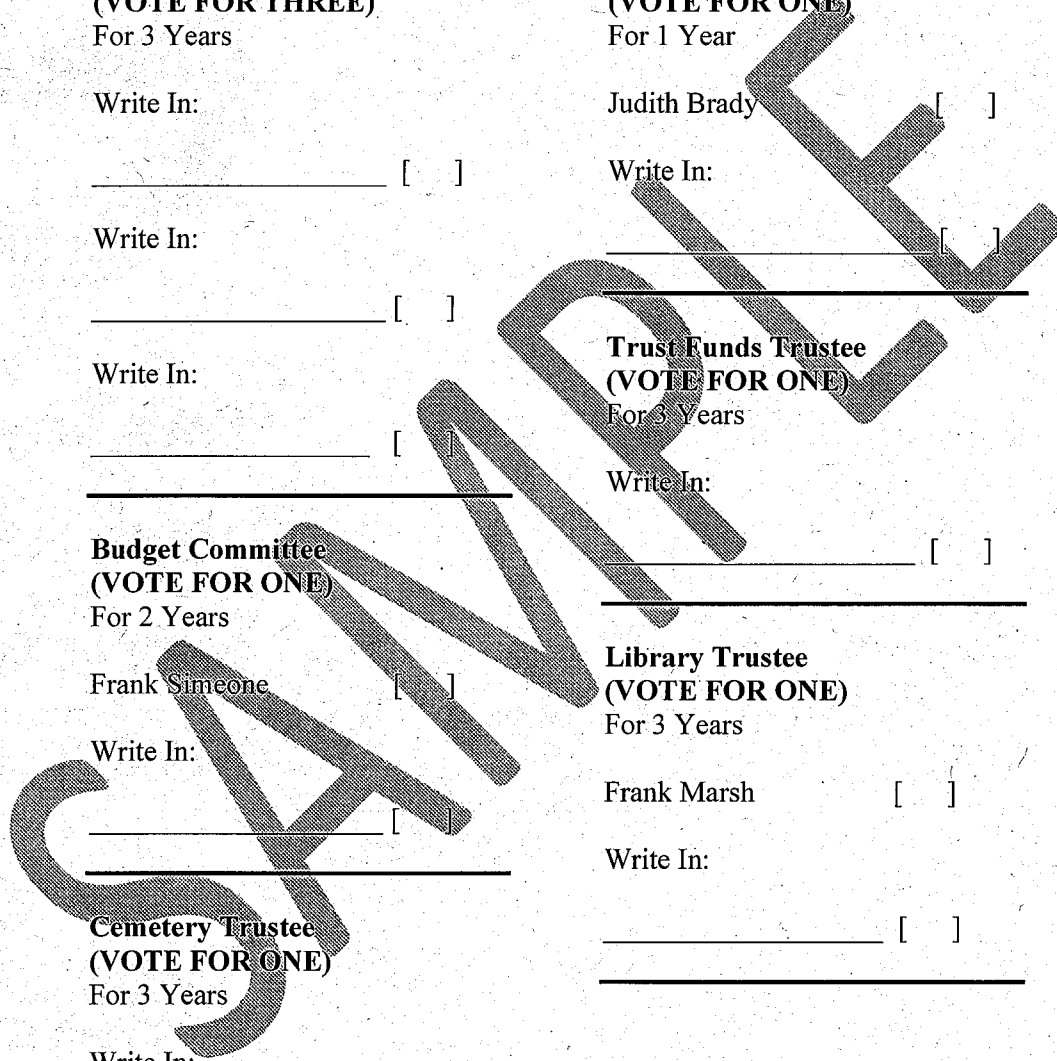 (VOTE FOR THREE)
For 3 Years
Write In:
[ ]
Write In:
[ ]
Write In:
[ ]
Budget Committee
(VOTE FOR ONE)
For 2 Years
Frank Simeone [ ]
Write In:
[ ]
Cemetery Trustee
(VOTE FOR ONE)
For 3 Years
Write In:
(VOTE FOR ONE)
For 1 Year
Judith Brady [ ]
Write In:
[ ]
Trust Funds Trustee
(VOTE FOR ONE)
For 3 Years
Write In:
[ ]
Library Trustee
(VOTE FOR ONE)
For 3 Years
Frank Marsh [ ]
Write In:
[ ]
SAMPLE